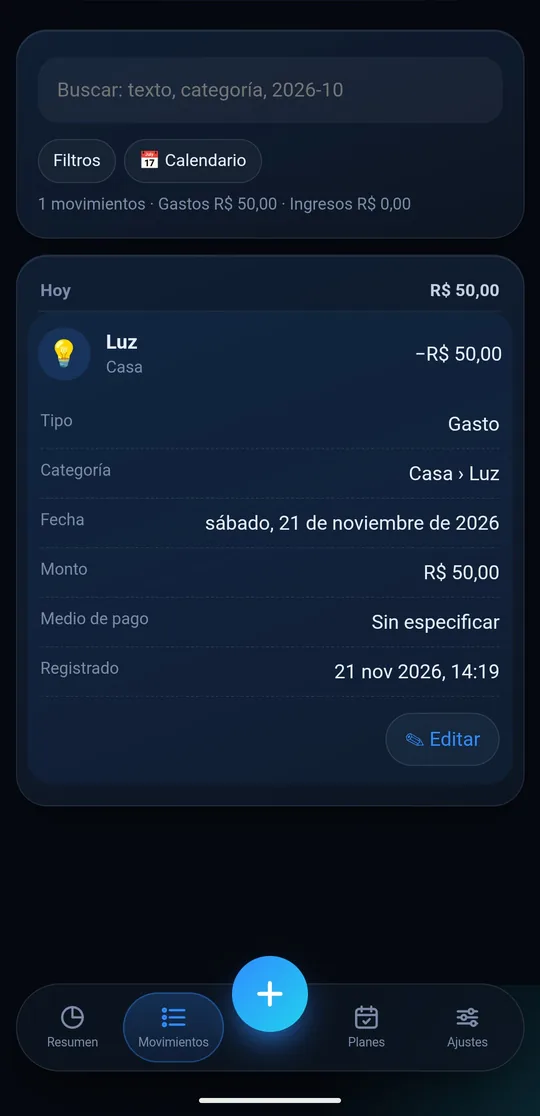 Buscar: texto, categoría, 2026-10
Filtros
Calendario
1 movimientos · Gastos R$ 50,00 · Ingresos R$ 0,00
Hoy R$ 50,00
Luz
Casa
−R$ 50,00
Tipo Gasto
Categoría Casa › Luz
Fecha sábado, 21 de noviembre de 2026
Monto R$ 50,00
Medio de pago Sin especificar
Registrado 21 nov 2026, 14:19
✎ Editar
+
Resumen
Movimientos
Planes
Ajustes